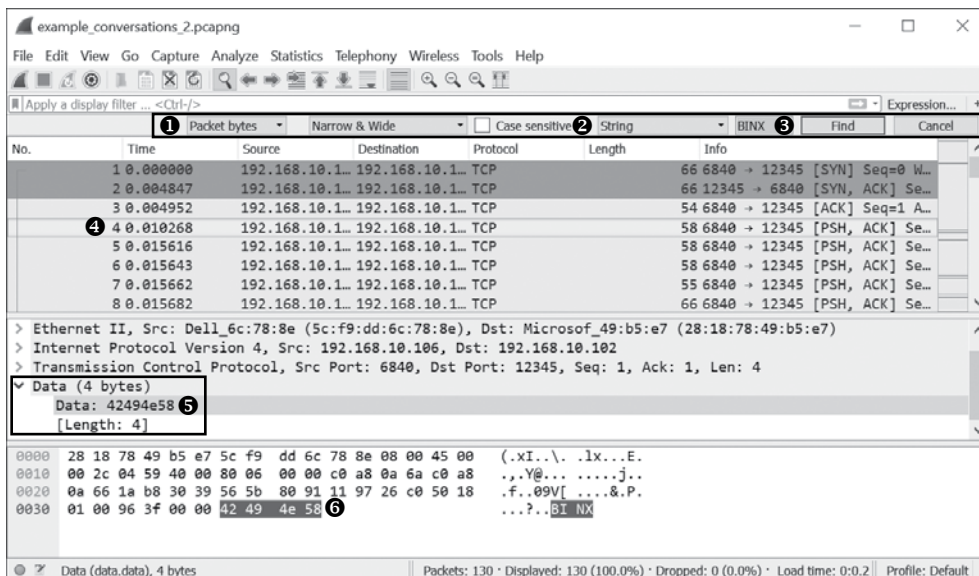 example_conversations_2.pcapng
File Edit View Go Capture Analyze Statistics Telephony Wireless Tools Help
Apply a display filter ... <Ctrl-/> Expression... +
❶ Packet bytes Narrow & Wide Case sensitive ❷ String BINX ❸ Find Cancel
No. Time Source Destination Protocol Length Info
1 0.000000 192.168.10.1… 192.168.10.1… TCP 66 6840 → 12345 [SYN] Seq=0 W…
2 0.004847 192.168.10.1… 192.168.10.1… TCP 66 12345 → 6840 [SYN, ACK] Se…
3 0.004952 192.168.10.1… 192.168.10.1… TCP 54 6840 → 12345 [ACK] Seq=1 A…
❹ 4 0.010268 192.168.10.1… 192.168.10.1… TCP 58 6840 → 12345 [PSH, ACK] Se…
5 0.015616 192.168.10.1… 192.168.10.1… TCP 58 6840 → 12345 [PSH, ACK] Se…
6 0.015643 192.168.10.1… 192.168.10.1… TCP 58 6840 → 12345 [PSH, ACK] Se…
7 0.015662 192.168.10.1… 192.168.10.1… TCP 55 6840 → 12345 [PSH, ACK] Se…
8 0.015682 192.168.10.1… 192.168.10.1… TCP 66 6840 → 12345 [PSH, ACK] Se…
> Ethernet II, Src: Dell_6c:78:8e (5c:f9:dd:6c:78:8e), Dst: Microsof_49:b5:e7 (28:18:78:49:b5:e7)
> Internet Protocol Version 4, Src: 192.168.10.106, Dst: 192.168.10.102
> Transmission Control Protocol, Src Port: 6840, Dst Port: 12345, Seq: 1, Ack: 1, Len: 4
Data (4 bytes)
Data: 42494e58 ❺
[Length: 4]
0000 28 18 78 49 b5 e7 5c f9 dd 6c 78 8e 08 00 45 00 (.xI..\. .lx...E.
0010 00 2c 04 59 40 00 80 06 00 00 c0 a8 0a 6a c0 a8 .,.Y@... .....j..
0020 0a 66 1a b8 30 39 56 5b 80 91 11 97 26 c0 50 18 .f..09V[ ....&.P.
0030 01 00 96 3f 00 00 42 49 4e 58 ❻ ...?..BI NX
Data (data.data), 4 bytes Packets: 130 · Displayed: 130 (100.0%) · Dropped: 0 (0.0%) · Load time: 0:0.2 Profile: Default